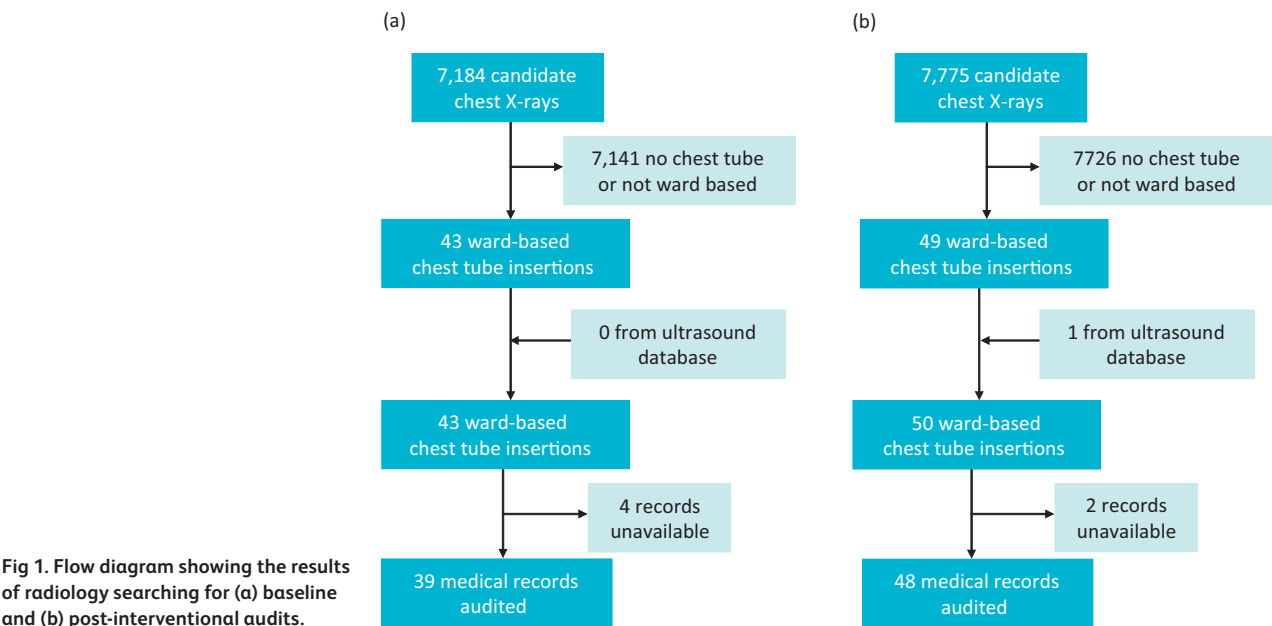 (a)
7,184 candidate
chest X-rays
7,141 no chest tube
or not ward based
43 ward-based
chest tube insertions
0 from ultrasound
database
43 ward-based
chest tube insertions
4 records
unavailable
39 medical records
audited
(b)
7,775 candidate
chest X-rays
7726 no chest tube
or not ward based
49 ward-based
chest tube insertions
1 from ultrasound
database
50 ward-based
chest tube insertions
2 records
unavailable
48 medical records
audited
Fig 1. Flow diagram showing the results
of radiology searching for (a) baseline
and (b) post-interventional audits.